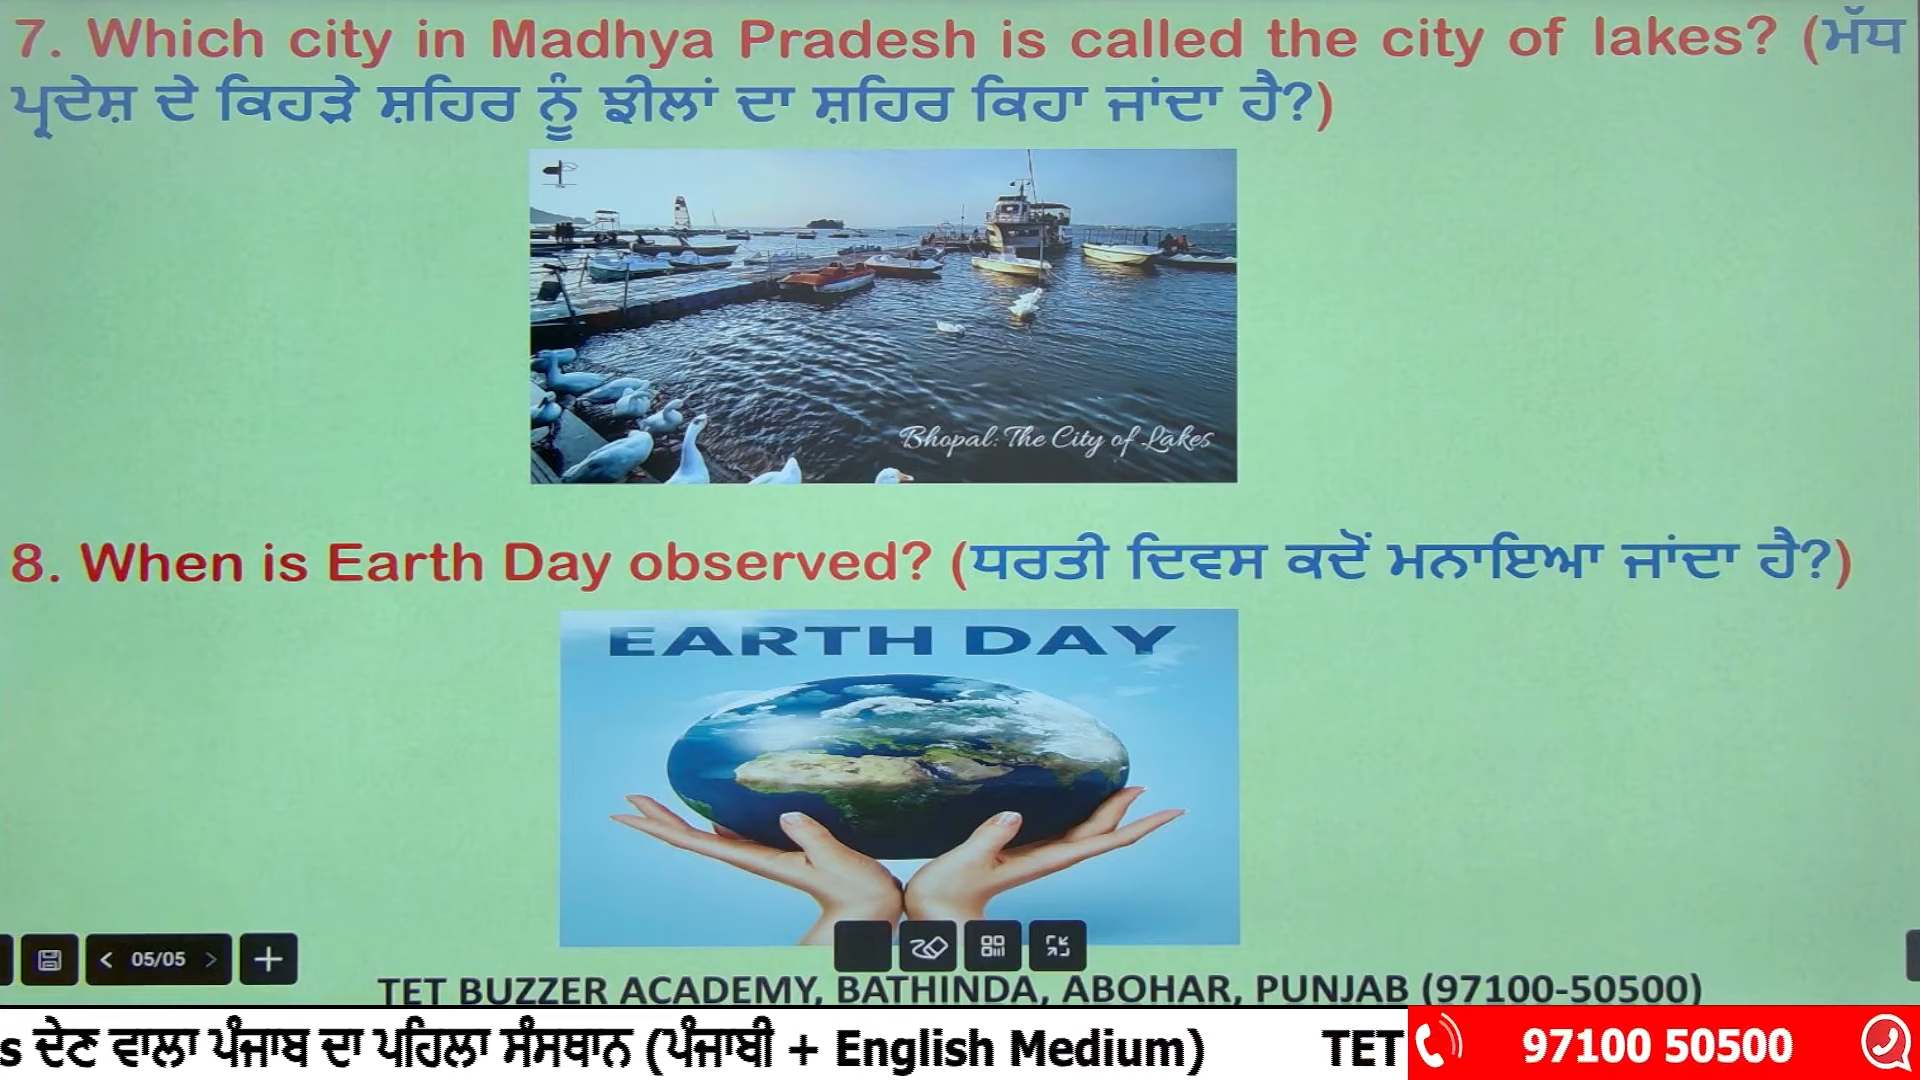 7. Which city in Madhya Pradesh is called the city of lakes? (ਮੱਧ
ਪ੍ਰਦੇਸ਼ ਦੇ ਕਿਹੜੇ ਸ਼ਹਿਰ ਨੂੰ ਝੀਲਾਂ ਦਾ ਸ਼ਹਿਰ ਕਿਹਾ ਜਾਂਦਾ ਹੈ?)
Bhopal: The City of Lakes
8. When is Earth Day observed? (ਧਰਤੀ ਦਿਵਸ ਕਦੋਂ ਮਨਾਇਆ ਜਾਂਦਾ ਹੈ?)
EARTH DAY
05/05
TET BUZZER ACADEMY, BATHINDA, ABOHAR, PUNJAB (97100-50500)
s ਦੇਣ ਵਾਲਾ ਪੰਜਾਬ ਦਾ ਪਹਿਲਾ ਸੰਸਥਾਨ (ਪੰਜਾਬੀ + English Medium) TET
97100 50500